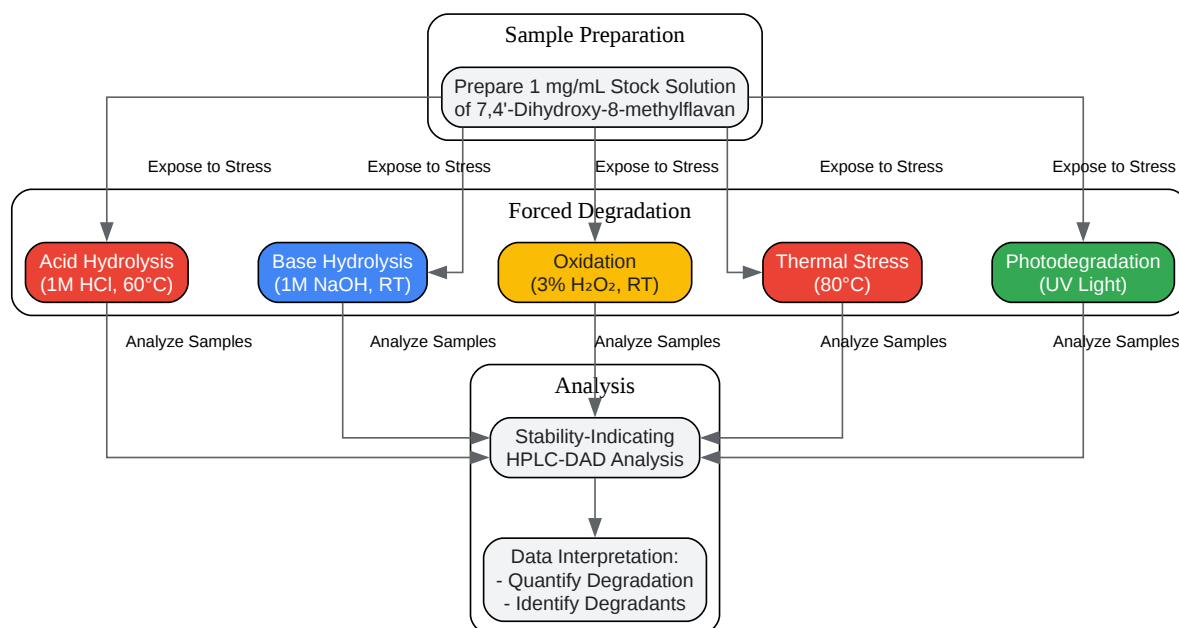 Sample Preparation
Prepare 1 mg/mL Stock Solution
of 7,4'-Dihydroxy-8-methylflavan
Expose to Stress
Expose to Stress
Expose to Stress
Expose to Stress
Expose to Stress
Forced Degradation
Acid Hydrolysis
(1M HCl, 60°C)
Base Hydrolysis
(1M NaOH, RT)
Oxidation
(3% H₂O₂, RT)
Thermal Stress
(80°C)
Photodegradation
(UV Light)
Analyze Samples
Analyze Samples
Analyze Samples
Analyze Samples
Analyze Samples
Analysis
Stability-Indicating
HPLC-DAD Analysis
Data Interpretation:
- Quantify Degradation
- Identify Degradants